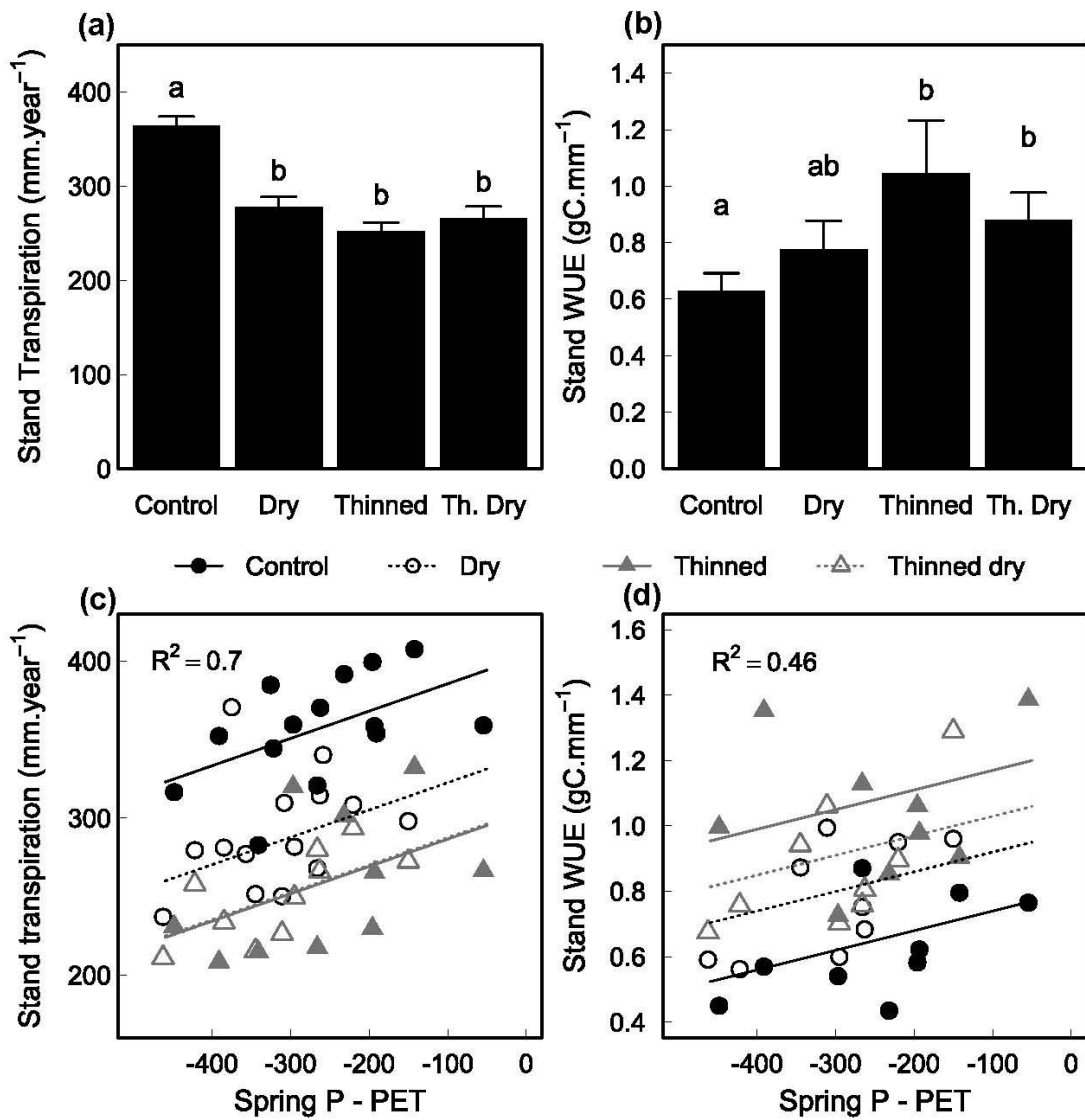 (a)
Stand Transpiration (mm.year⁻¹)
400
300
200
100
0
a
b
b
b
Control Dry Thinned Th. Dry
(b)
Stand WUE (gC.mm⁻¹)
1.4
1.2
1.0
0.8
0.6
0.4
0.2
0.0
a
ab
b
b
Control Dry Thinned Th. Dry
Control Dry Thinned Thinned dry
(c)
R² = 0.7
Stand transpiration (mm.year⁻¹)
400
300
200
-400 -300 -200 -100 0
Spring P - PET
(d)
R² = 0.46
Stand WUE (gC.mm⁻¹)
1.6
1.4
1.2
1.0
0.8
0.6
0.4
-400 -300 -200 -100 0
Spring P - PET